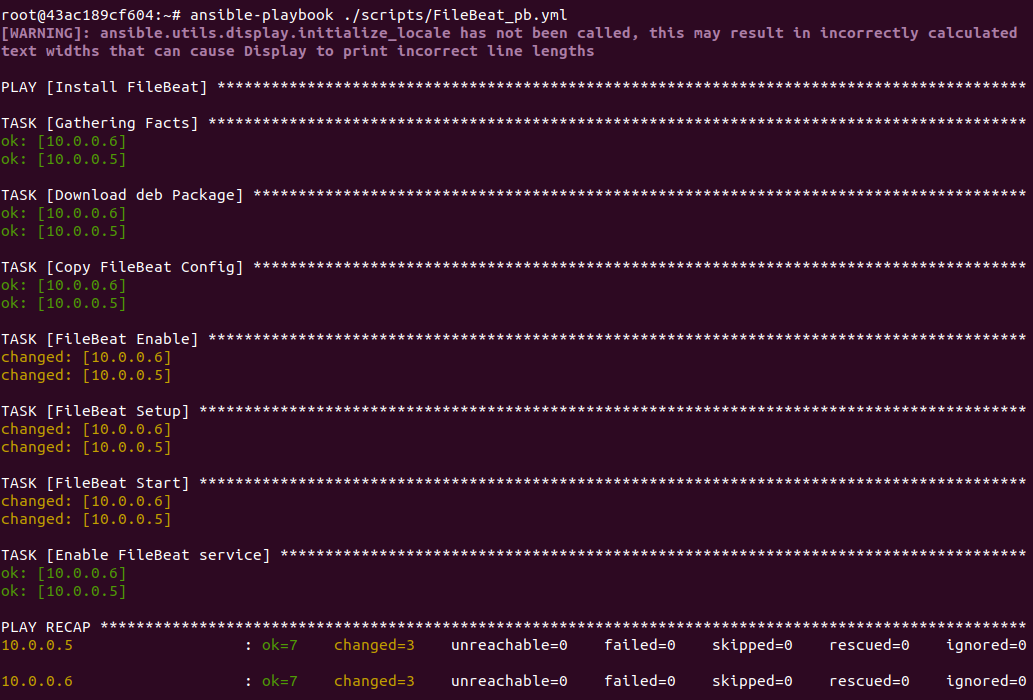 root@43ac189cf604:~# ansible-playbook ./scripts/FileBeat_pb.yml
[WARNING]: ansible.utils.display.initialize_locale has not been called, this may result in incorrectly calculated
text widths that can cause Display to print incorrect line lengths
PLAY [Install FileBeat] ******************************************************************************************
TASK [Gathering Facts] *******************************************************************************************
ok: [10.0.0.6]
ok: [10.0.0.5]
TASK [Download deb Package] **************************************************************************************
ok: [10.0.0.6]
ok: [10.0.0.5]
TASK [Copy FileBeat Config] **************************************************************************************
ok: [10.0.0.6]
ok: [10.0.0.5]
TASK [FileBeat Enable] *******************************************************************************************
changed: [10.0.0.6]
changed: [10.0.0.5]
TASK [FileBeat Setup] ********************************************************************************************
changed: [10.0.0.6]
changed: [10.0.0.5]
TASK [FileBeat Start] ********************************************************************************************
changed: [10.0.0.6]
changed: [10.0.0.5]
TASK [Enable FileBeat service] ***********************************************************************************
ok: [10.0.0.6]
ok: [10.0.0.5]
PLAY RECAP *******************************************************************************************************
10.0.0.5                   : ok=7    changed=3    unreachable=0    failed=0    skipped=0    rescued=0    ignored=0
10.0.0.6                   : ok=7    changed=3    unreachable=0    failed=0    skipped=0    rescued=0    ignored=0